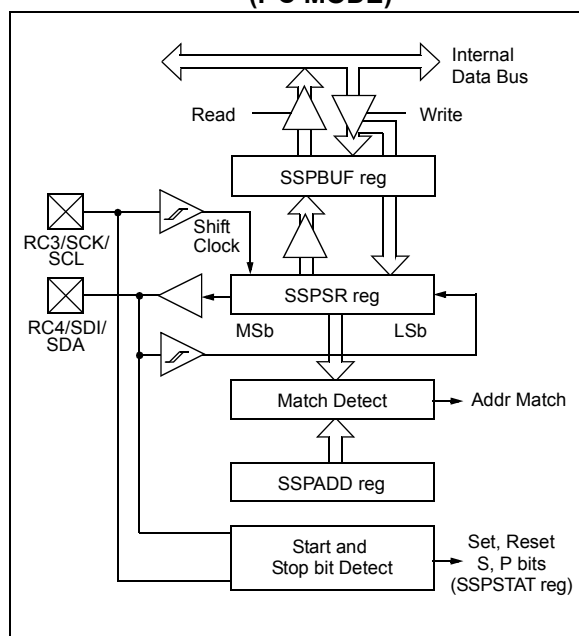 (I²C MODE)
Internal
Data Bus
Read
Write
SSPBUF reg
Shift
Clock
RC3/SCK/
SCL
SSPSR reg
MSb
LSb
RC4/SDI/
SDA
Match Detect
Addr Match
SSPADD reg
Start and
Stop bit Detect
Set, Reset
S, P bits
(SSPSTAT reg)